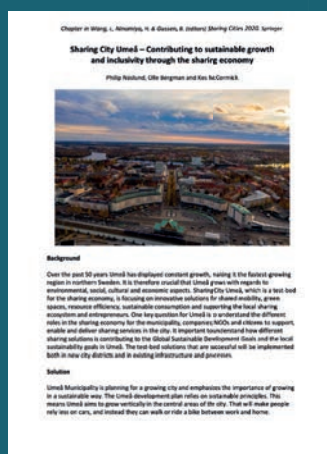 Chapter in Wang, L., Ninomiya, H. & Gussen, B. (editors) Sharing Cities 2020. Springer
Sharing City Umeå – Contributing to sustainable growth
and inclusivity through the sharing economy
Philip Näslund, Olle Bergman and Kes McCormick
Background
Over the past 50 years Umeå has displayed constant growth, making it the fastest-growing
region in northern Sweden. It is therefore crucial that Umeå grows with regards to
environmental, social, cultural and economic aspects. Sharing City Umeå, which is a test-bed
for the sharing economy, is focusing on innovative solutions for shared mobility, green
spaces, resource efficiency, sustainable consumption and supporting the local sharing
ecosystem and entrepreneurs. One key question for Umeå is to understand the different
roles in the sharing economy for the municipality, companies, NGOs and citizens to support,
enable and deliver sharing services in the city. It important to understand how different
sharing solutions is contributing to the Global Sustainable Development Goals and the local
sustainability goals in Umeå. The test-bed solutions that are successful will be implemented
both in new city districts and in existing infrastructure and processes.
Solution
Umeå Municipality is planning for a growing city and emphasizes the importance of growing
in a sustainable way. The Umeå development plan relies on sustainable principles. This
means Umeå aims to grow vertically in the central areas of the city. That will make people
rely less on cars, and instead they can walk or ride a bike between work and home.